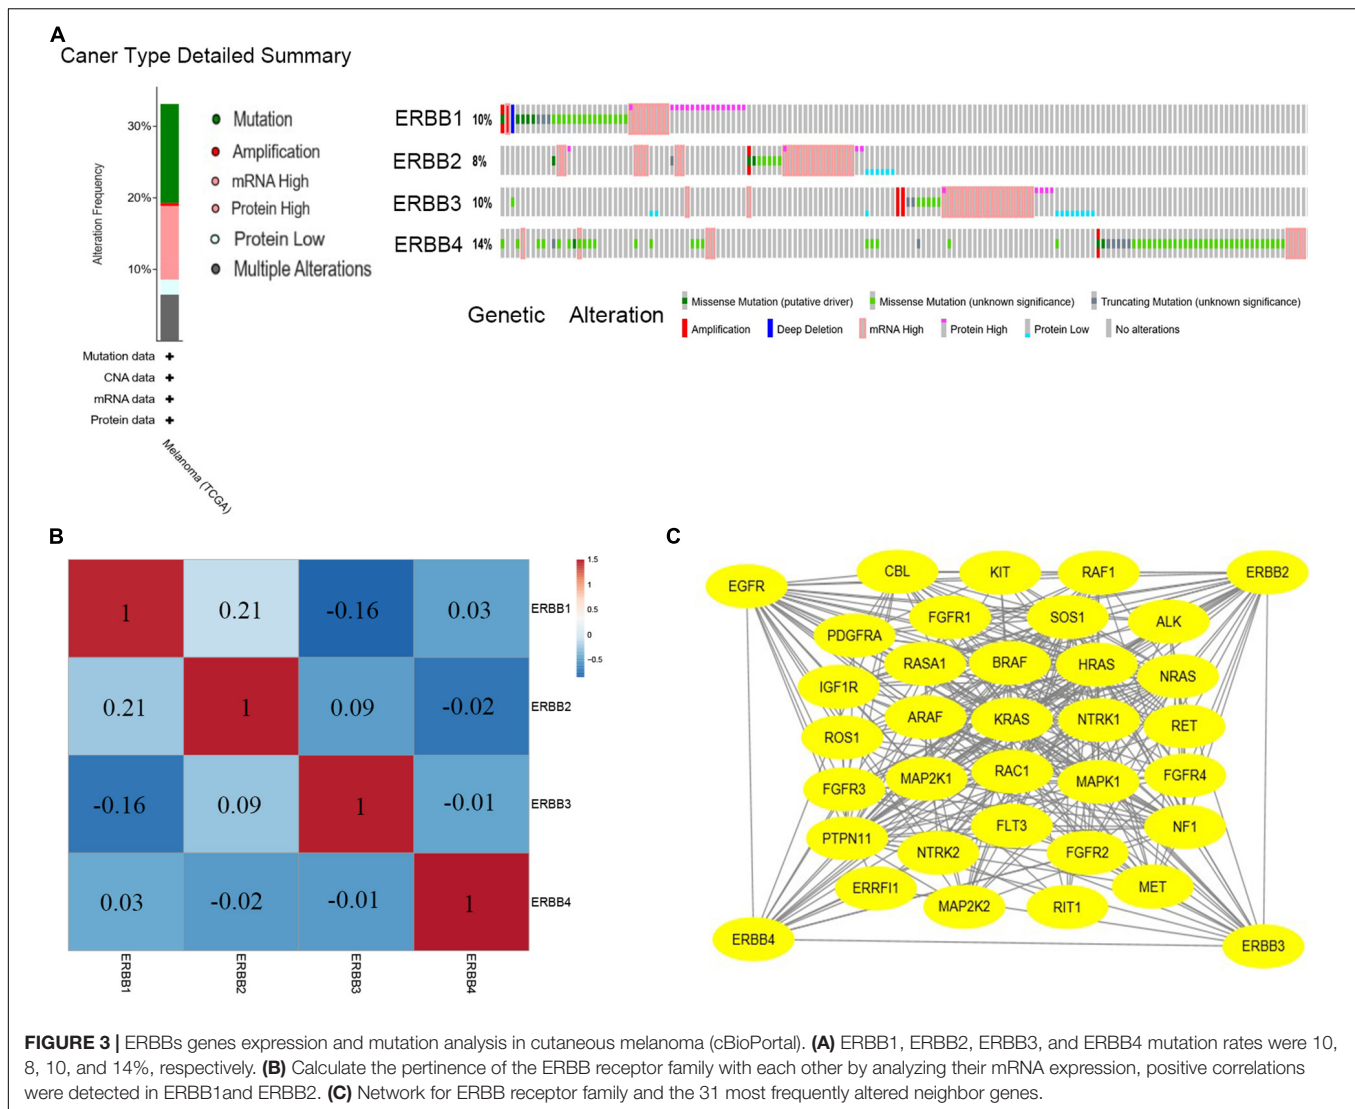 A
Caner Type Detailed Summary
30%
20%
10%
Alteration Frequency
Mutation
Amplification
mRNA High
Protein High
Protein Low
Multiple Alterations
Mutation data +
CNA data +
mRNA data +
Protein data +
Melanoma (TCGA)
ERBB1 10%
ERBB2 8%
ERBB3 10%
ERBB4 14%
Genetic Alteration
Missense Mutation (putative driver) Missense Mutation (unknown significance) Truncating Mutation (unknown significance)
Amplification Deep Deletion mRNA High Protein High Protein Low No alterations
B
1 0.21 -0.16 0.03 ERBB1
0.21 1 0.09 -0.02 ERBB2
-0.16 0.09 1 -0.01 ERBB3
0.03 -0.02 -0.01 1 ERBB4
ERBB1 ERBB2 ERBB3 ERBB4
1.5
1
0.5
0
-0.5
C
EGFR CBL KIT RAF1 ERBB2
FGFR1 SOS1 ALK
PDGFRA
RASA1 BRAF HRAS NRAS
IGF1R
ARAF KRAS NTRK1 RET
ROS1
MAP2K1 RAC1 MAPK1 FGFR4
FGFR3
FLT3 NF1
PTPN11
NTRK2 FGFR2
ERRFI1 MET
MAP2K2 RIT1
ERBB4 ERBB3
FIGURE 3 | ERBBs genes expression and mutation analysis in cutaneous melanoma (cBioPortal). (A) ERBB1, ERBB2, ERBB3, and ERBB4 mutation rates were 10,
8, 10, and 14%, respectively. (B) Calculate the pertinence of the ERBB receptor family with each other by analyzing their mRNA expression, positive correlations
were detected in ERBB1and ERBB2. (C) Network for ERBB receptor family and the 31 most frequently altered neighbor genes.